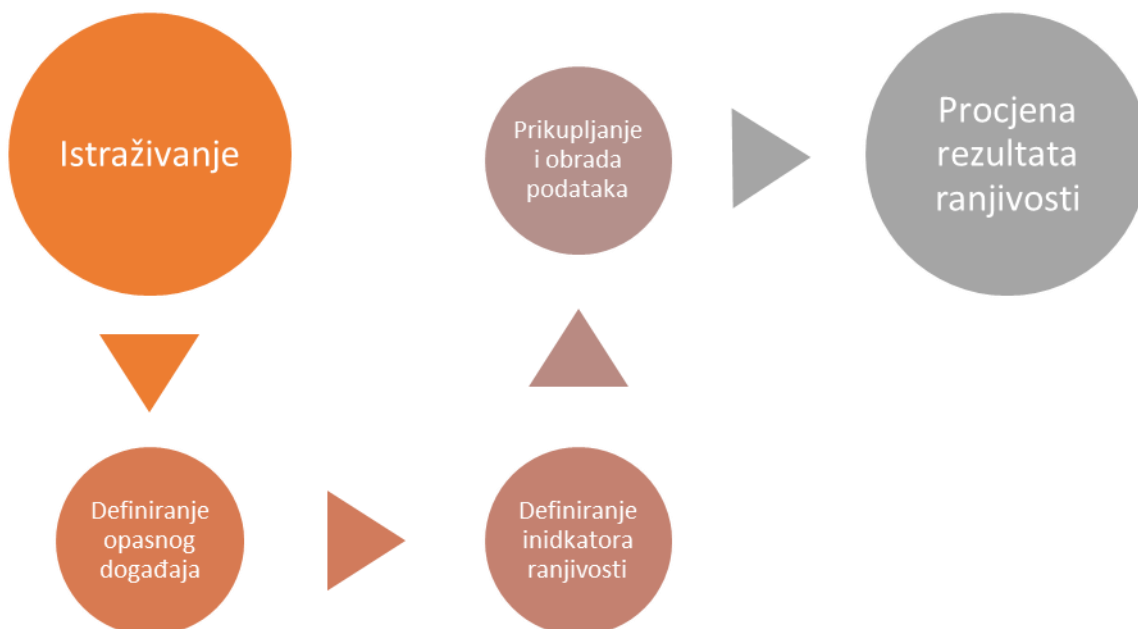 Istraživanje
Definiranje
opasnog
događaja
Definiranje
inidkatora
ranjivosti
Prikupljanje
i obrada
podataka
Procjena
rezultata
ranjivosti